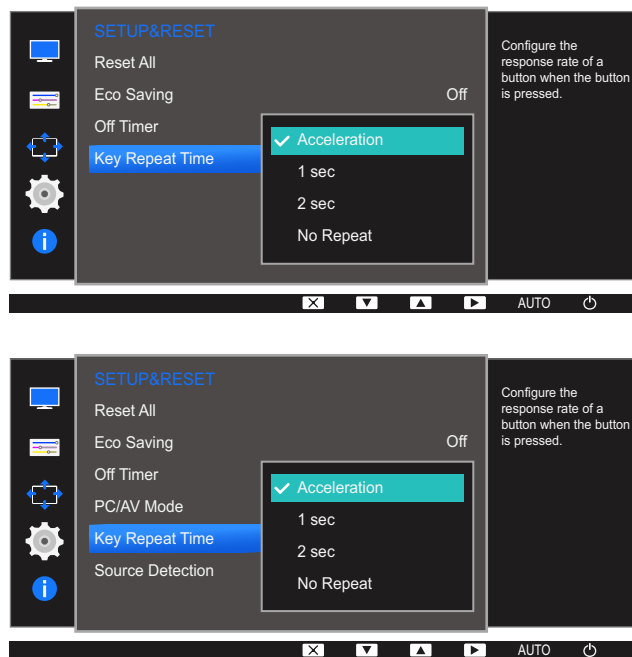 SETUP&RESET
Reset All
Eco Saving Off
Off Timer
Key Repeat Time
Acceleration
1 sec
2 sec
No Repeat
Configure the
response rate of a
button when the button
is pressed.
AUTO
SETUP&RESET
Reset All
Eco Saving Off
Off Timer
PC/AV Mode
Key Repeat Time
Source Detection
Acceleration
1 sec
2 sec
No Repeat
Configure the
response rate of a
button when the button
is pressed.
AUTO